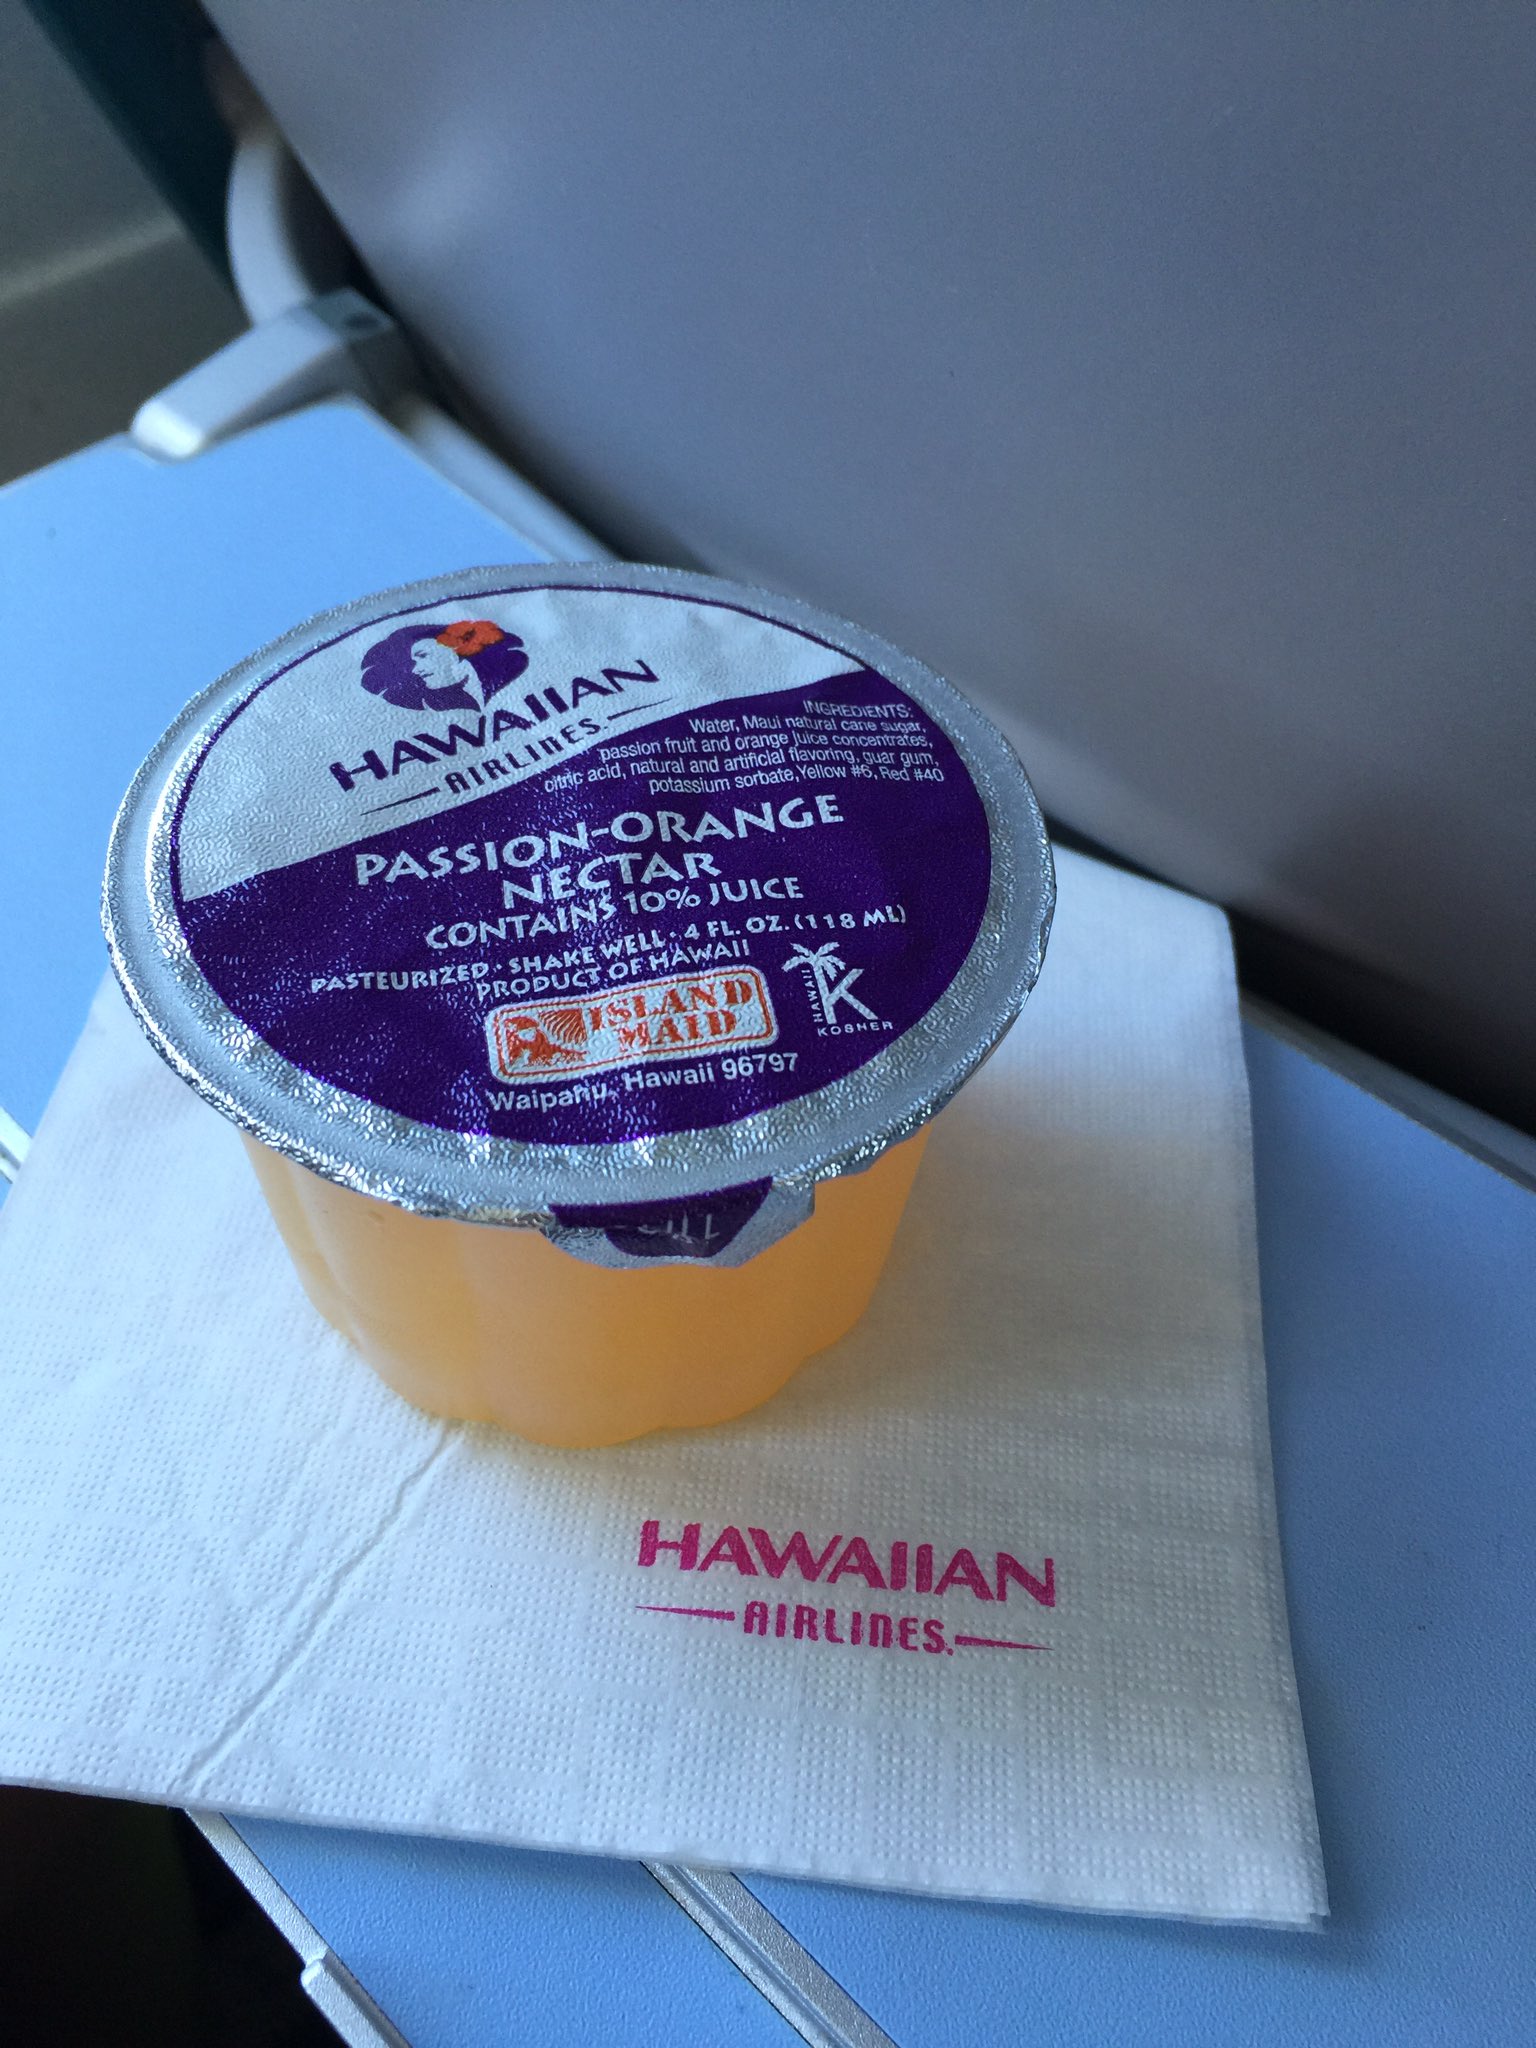 HAWAIIAN
AIRLINES.
INGREDIENTS:
Water, Maui natural cane sugar,
passion fruit and orange juice concentrates,
citric acid, natural and artificial flavoring, guar gum,
potassium sorbate, Yellow #6, Red #40
PASSION-ORANGE
NECTAR
CONTAINS 10% JUICE
PASTEURIZED · SHAKE WELL · 4 FL. OZ. (118 ML)
PRODUCT OF HAWAII
ISLAND
MAID
HAWAII
K
KOSHER
Waipahu, Hawaii 96797
HAWAIIAN
AIRLINES.